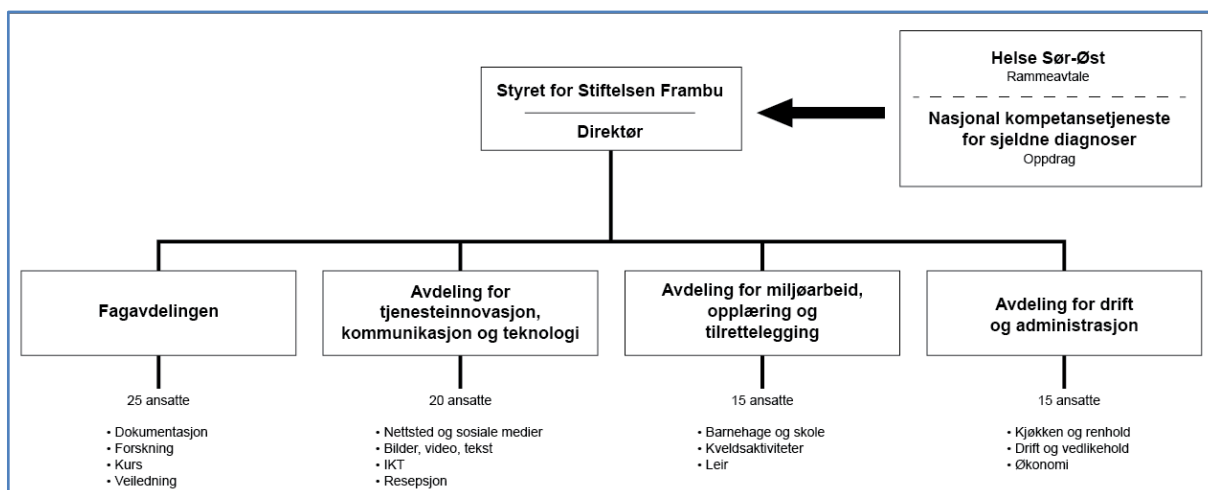 Helse Sør-Øst
Rammeavtale
Nasjonal kompetansetjeneste
for sjeldne diagnoser
Oppdrag
Styret for Stiftelsen Frambu
Direktør
Fagavdelingen
25 ansatte
• Dokumentasjon
• Forskning
• Kurs
• Veiledning
Avdeling for
tjenesteinnovasjon,
kommunikasjon og teknologi
20 ansatte
• Nettsted og sosiale medier
• Bilder, video, tekst
• IKT
• Resepsjon
Avdeling for miljøarbeid,
opplæring og
tilrettelegging
15 ansatte
• Barnehage og skole
• Kveldsaktiviteter
• Leir
Avdeling for drift
og administrasjon
15 ansatte
• Kjøkken og renhold
• Drift og vedlikehold
• Økonomi